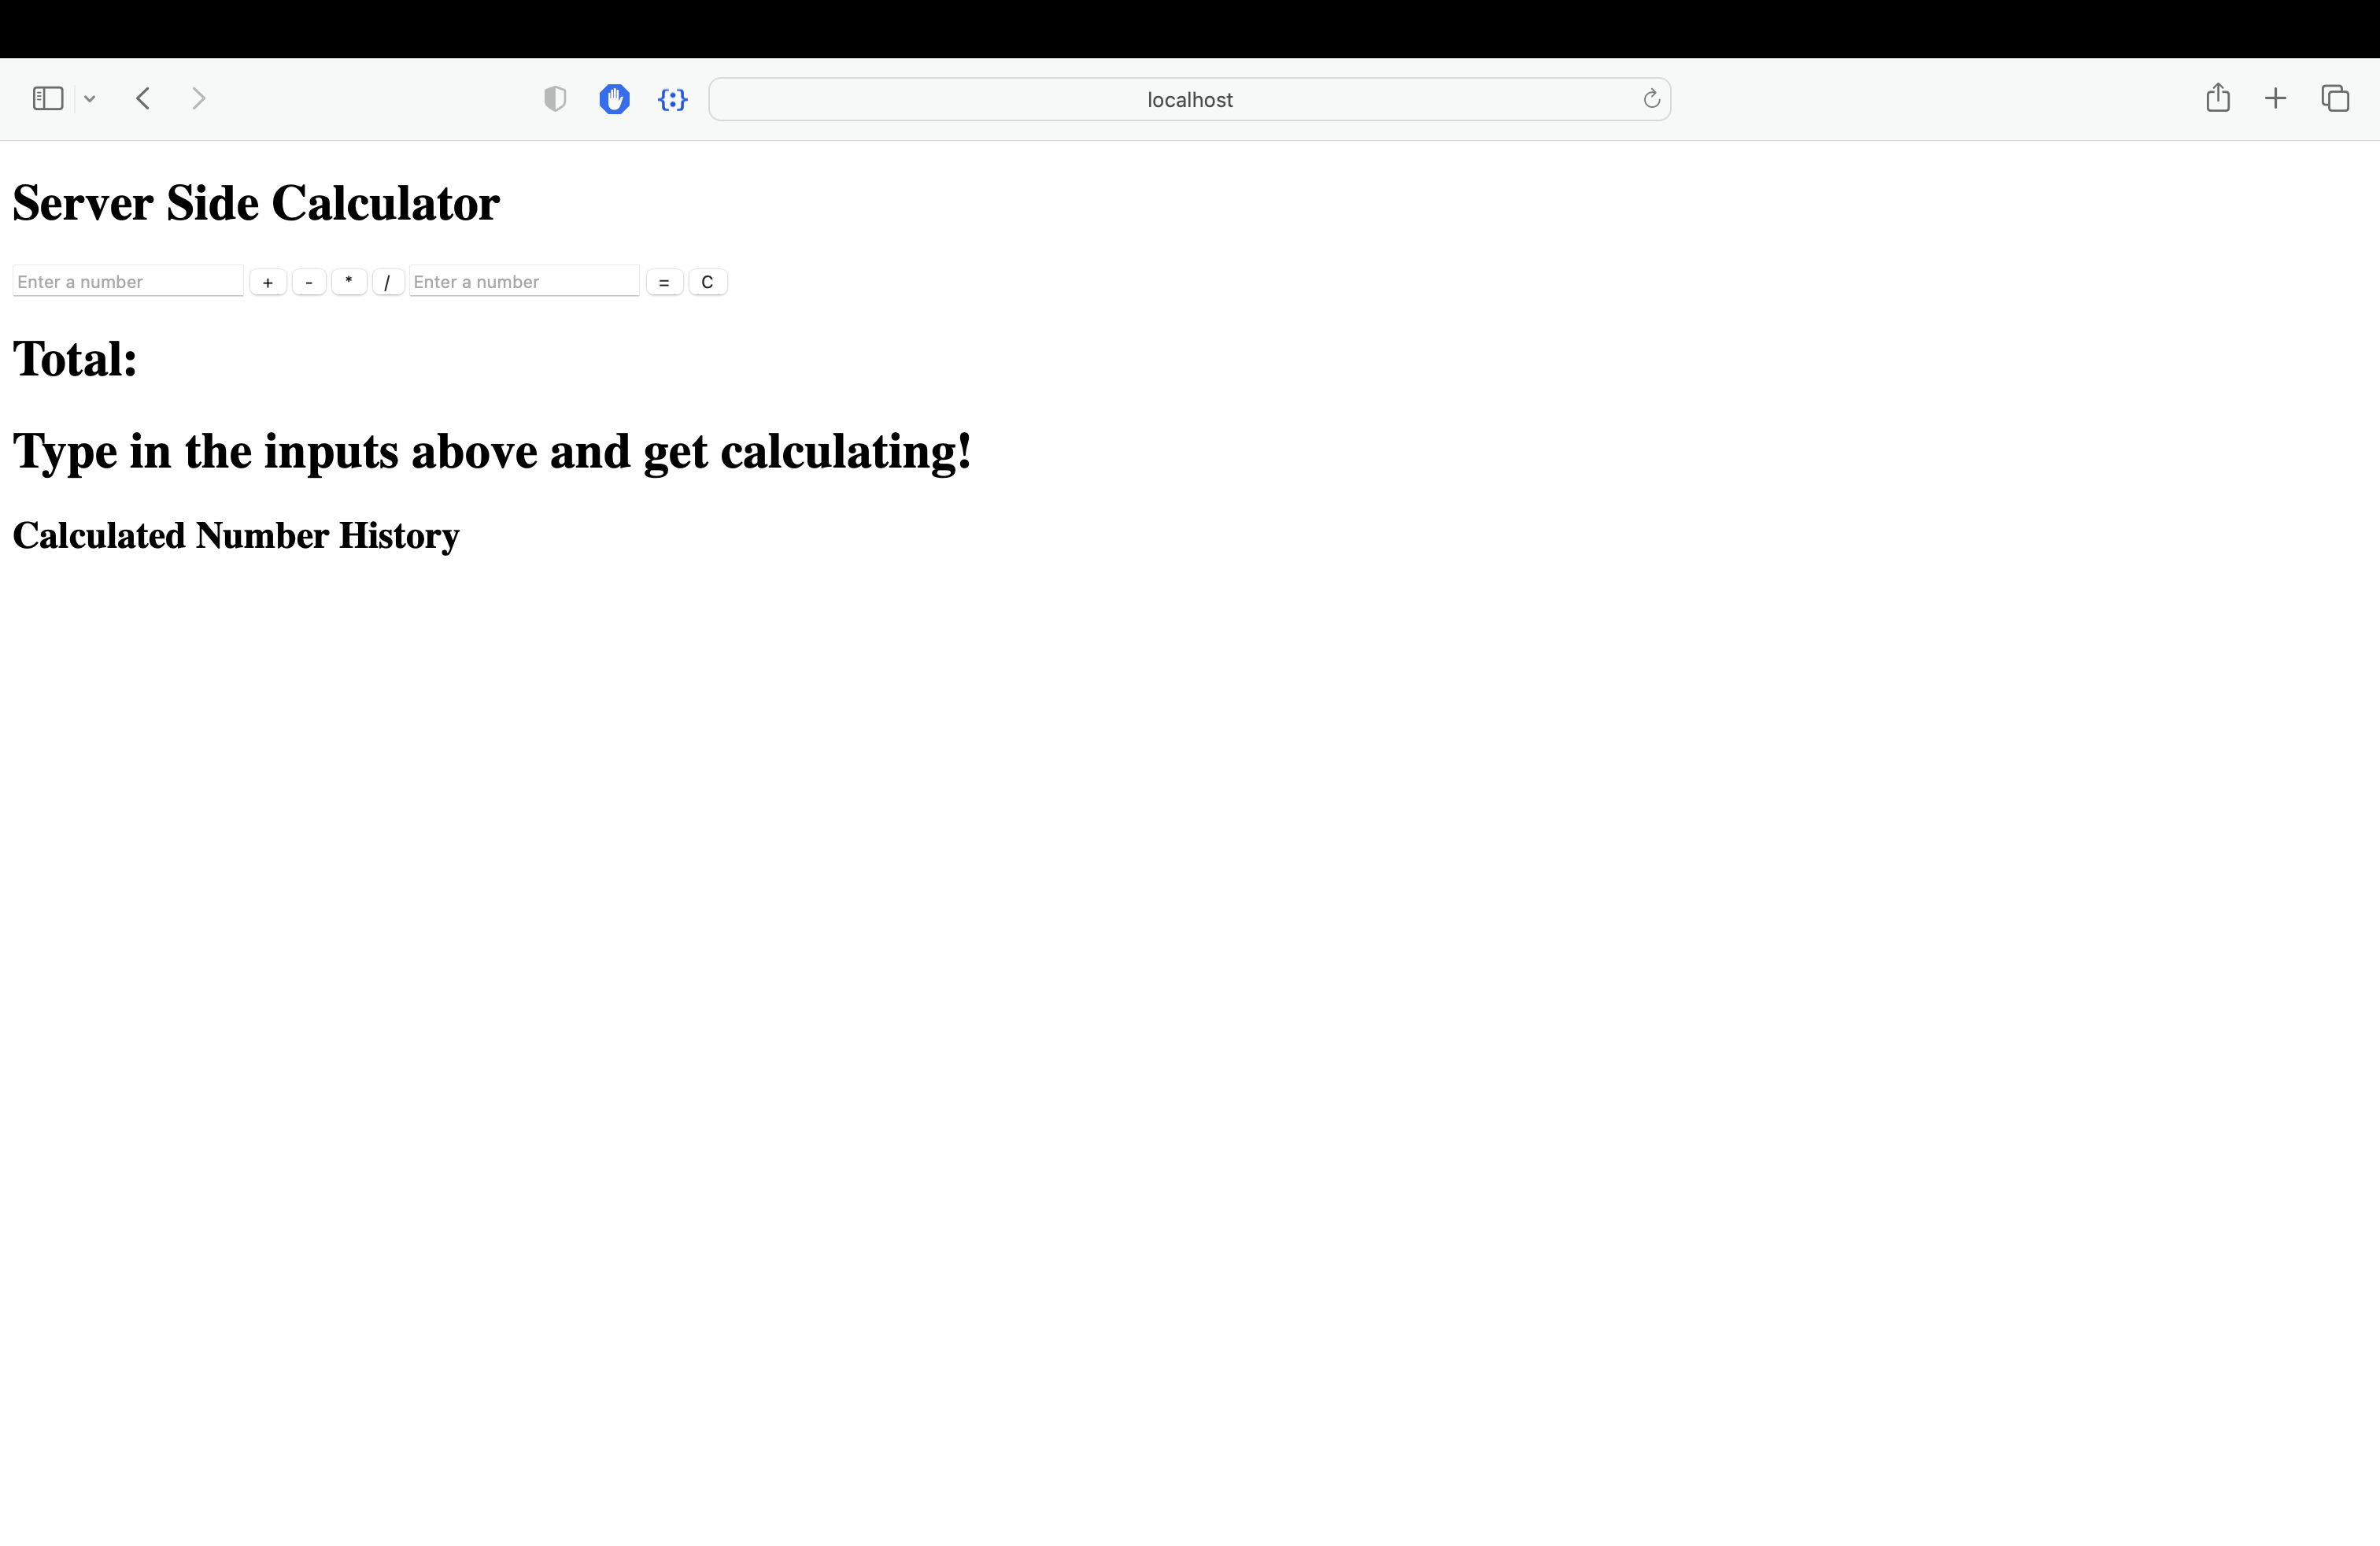 localhost
Server Side Calculator
Enter a number + - * / Enter a number = C
Total:
Type in the inputs above and get calculating!
Calculated Number History